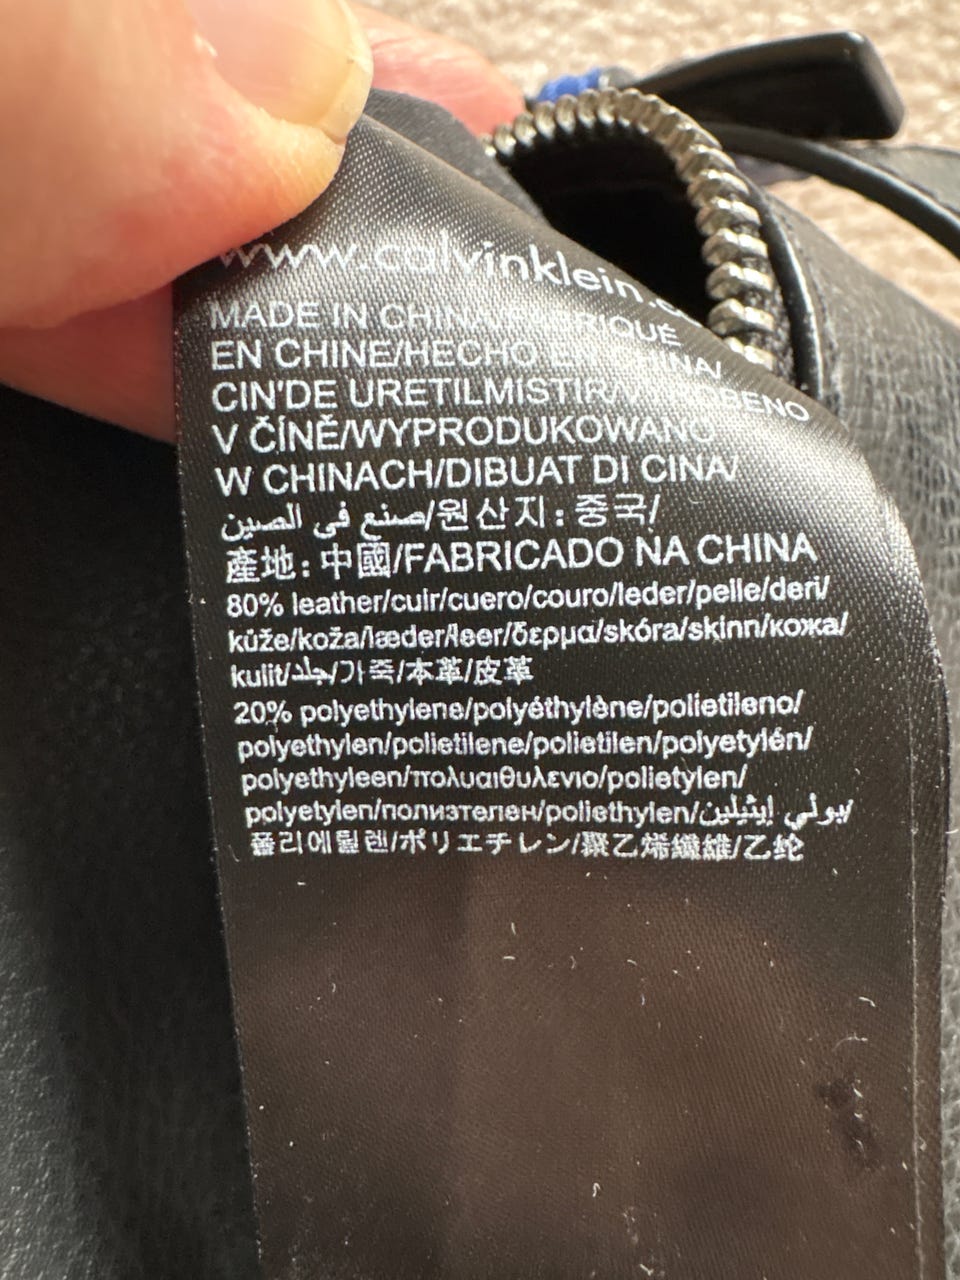 www.calvinklein.c
MADE IN CHINA/FABRIQUÉ
EN CHINE/HECHO EN CHINA/
CIN'DE URETILMISTIR/VYRÁBENO
V ČÍNĚ/WYPRODUKOWANO
W CHINACH/DIBUAT DI CINA/
صنع في الصين/원산지: 중국/
產地: 中國/FABRICADO NA CHINA
80% leather/cuir/cuero/couro/leder/pelle/deri/
kůže/koža/læder/leer/δερμα/skóra/skinn/кожа/
kulit/جلد/가죽/本革/皮革
20% polyethylene/polyéthylène/polietileno/
polyethylen/polietilene/polietilen/polyetylén/
polyethyleen/πολυαιθυλενιο/polietylen/
polyetylen/полиэтелен/poliethylen/بولي إيثيلين/
폴리에틸렌/ポリエチレン/聚乙烯纖維/乙纶